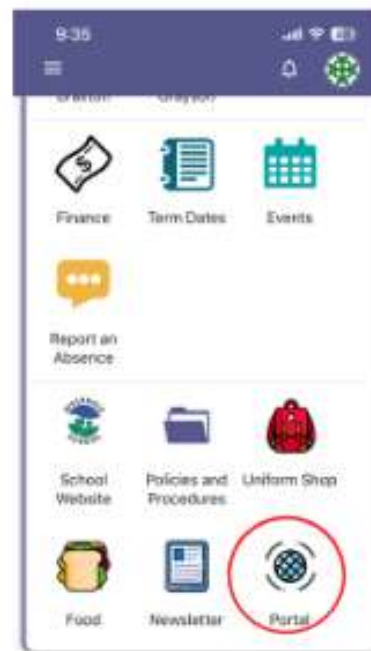 9:35
Finance Term Dates Events
Report an
Absence
School Policies and Uniform Shop
Website Procedures
Food Newsletter Portal